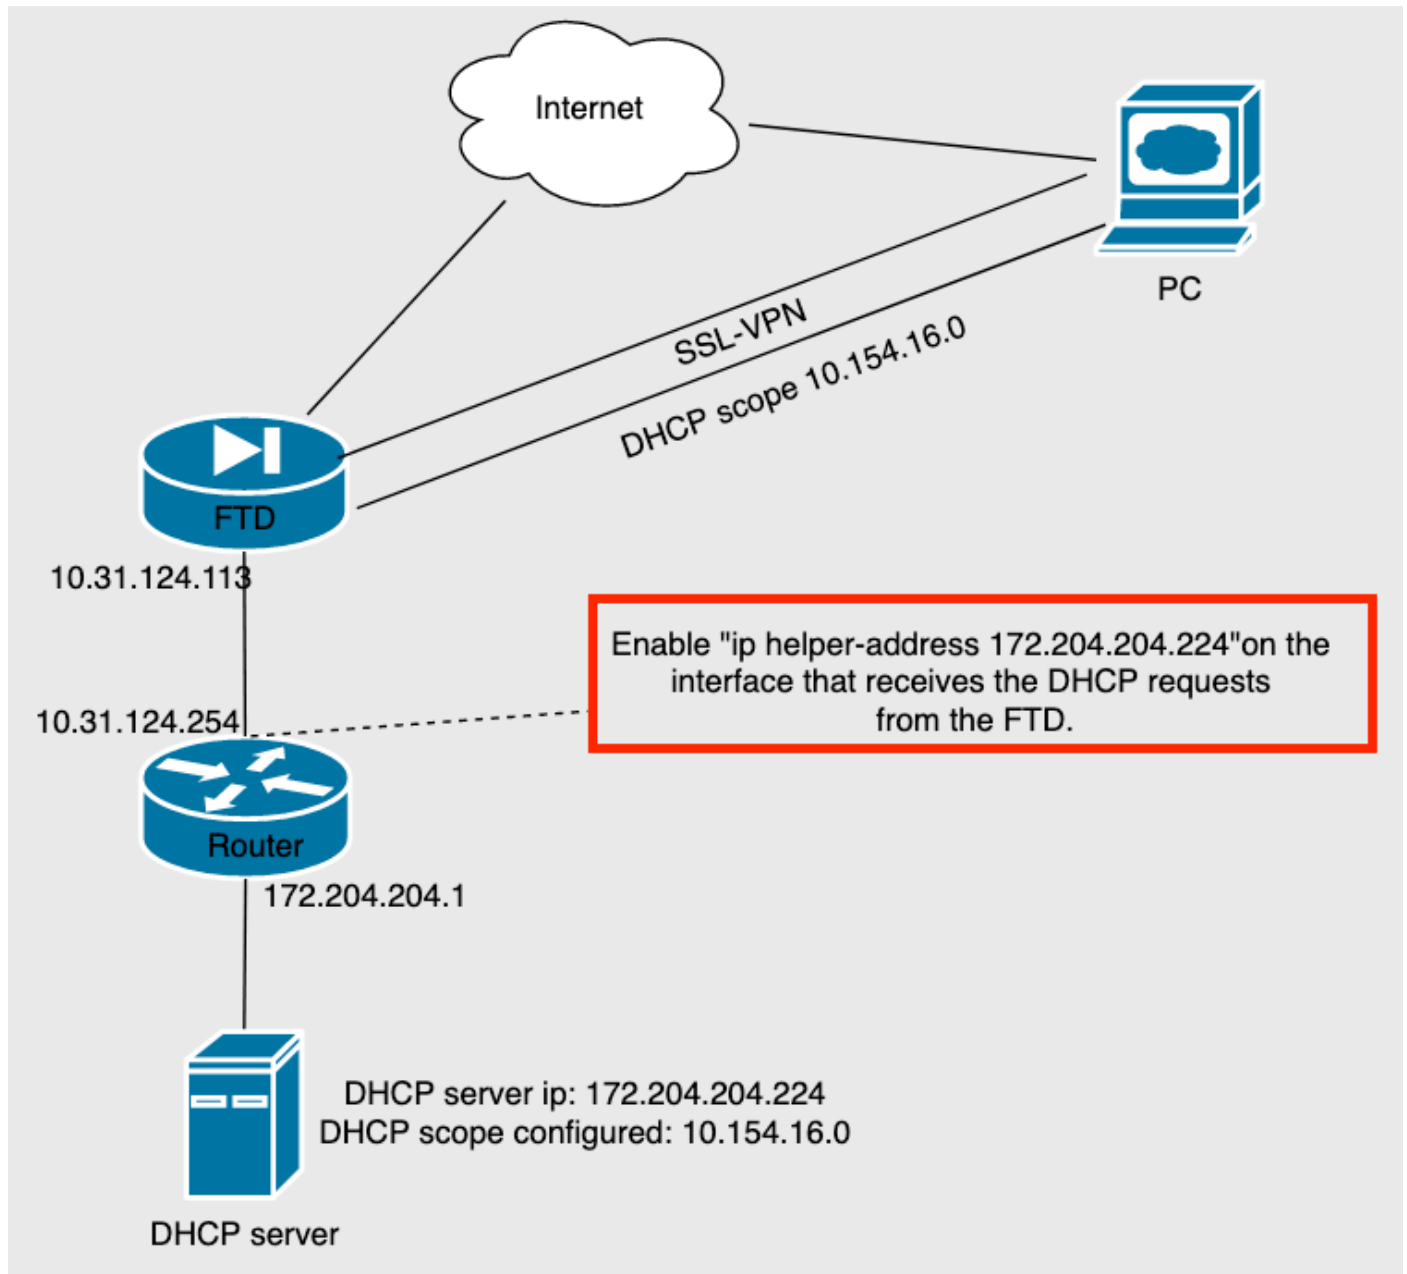 Internet
PC
SSL-VPN
DHCP scope 10.154.16.0
FTD
10.31.124.113
Enable "ip helper-address 172.204.204.224"on the
interface that receives the DHCP requests
from the FTD.
10.31.124.254
Router
172.204.204.1
DHCP server ip: 172.204.204.224
DHCP scope configured: 10.154.16.0
DHCP server